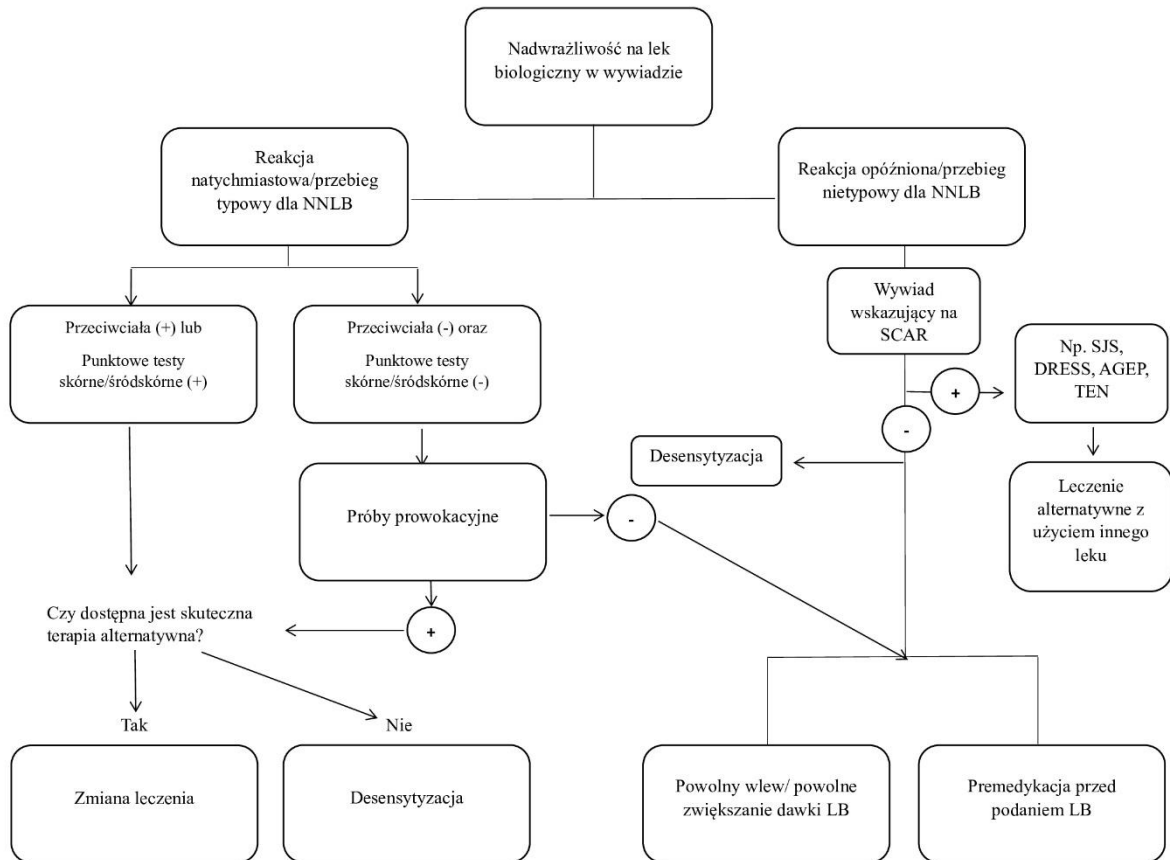 Nadwrażliwość na lek
biologiczny w wywiadzie
Reakcja
natychmiastowa/przebieg
typowy dla NNLB
Reakcja opóźniona/przebieg
nietypowy dla NNLB
Przeciwciała (+) lub
Punktowe testy
skórne/śródskórne (+)
Przeciwciała (-) oraz
Punktowe testy
skórne/śródskórne (-)
Wywiad
wskazujący na
SCAR
Np. SJS,
DRESS, AGEP,
TEN
+
-
Desensytyzacja
Leczenie
alternatywne z
użyciem innego
leku
Próby prowokacyjne
-
+
Czy dostępna jest skuteczna
terapia alternatywna?
Tak
Nie
Zmiana leczenia
Desensytyzacja
Powolny wlew/ powolne
zwiększanie dawki LB
Premedykacja przed
podaniem LB